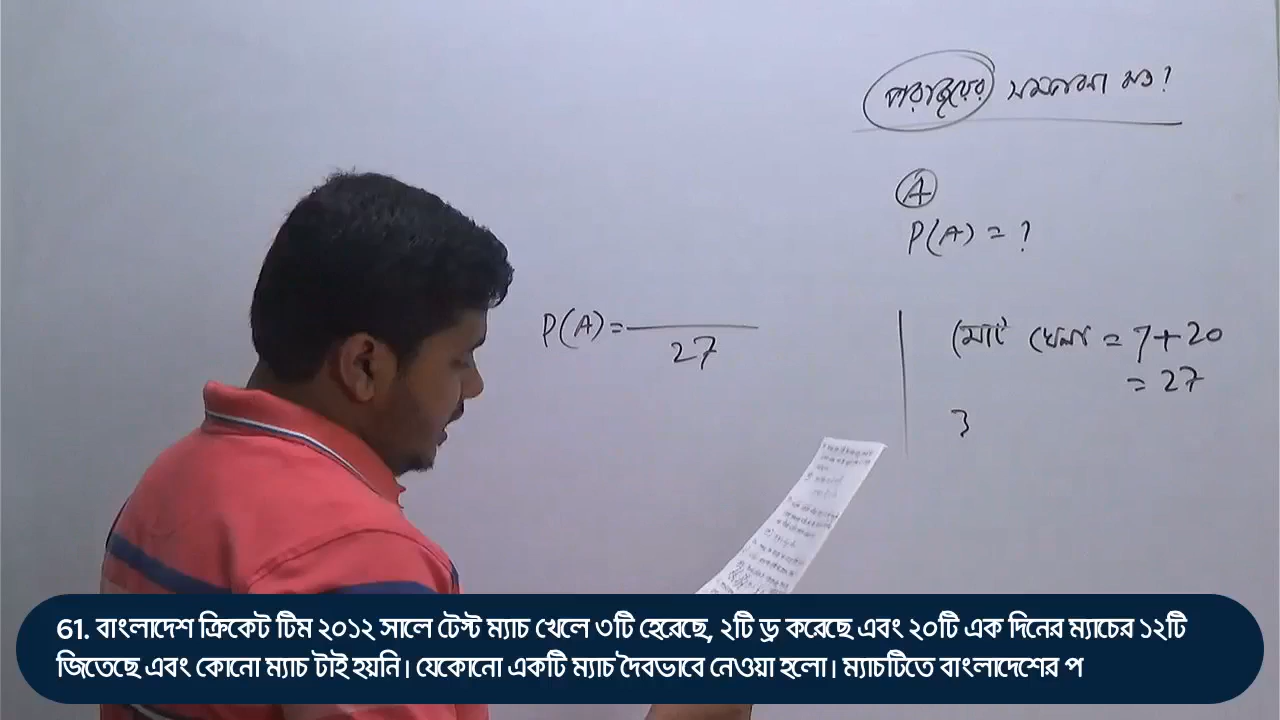 পরাজয়ের সম্ভাবনা কত?
A
P(A) = ?
P(A) = ――
27
মোট খেলা = 7+20
= 27
3
61. বাংলাদেশ ক্রিকেট টিম ২০১২ সালে টেস্ট ম্যাচ খেলে ৩টি হেরেছে, ২টি ড্র করেছে এবং ২০টি এক দিনের ম্যাচের ১২টি
জিতেছে এবং কোনো ম্যাচ টাই হয়নি। যেকোনো একটি ম্যাচ দৈবভাবে নেওয়া হলো। ম্যাচটিতে বাংলাদেশের প